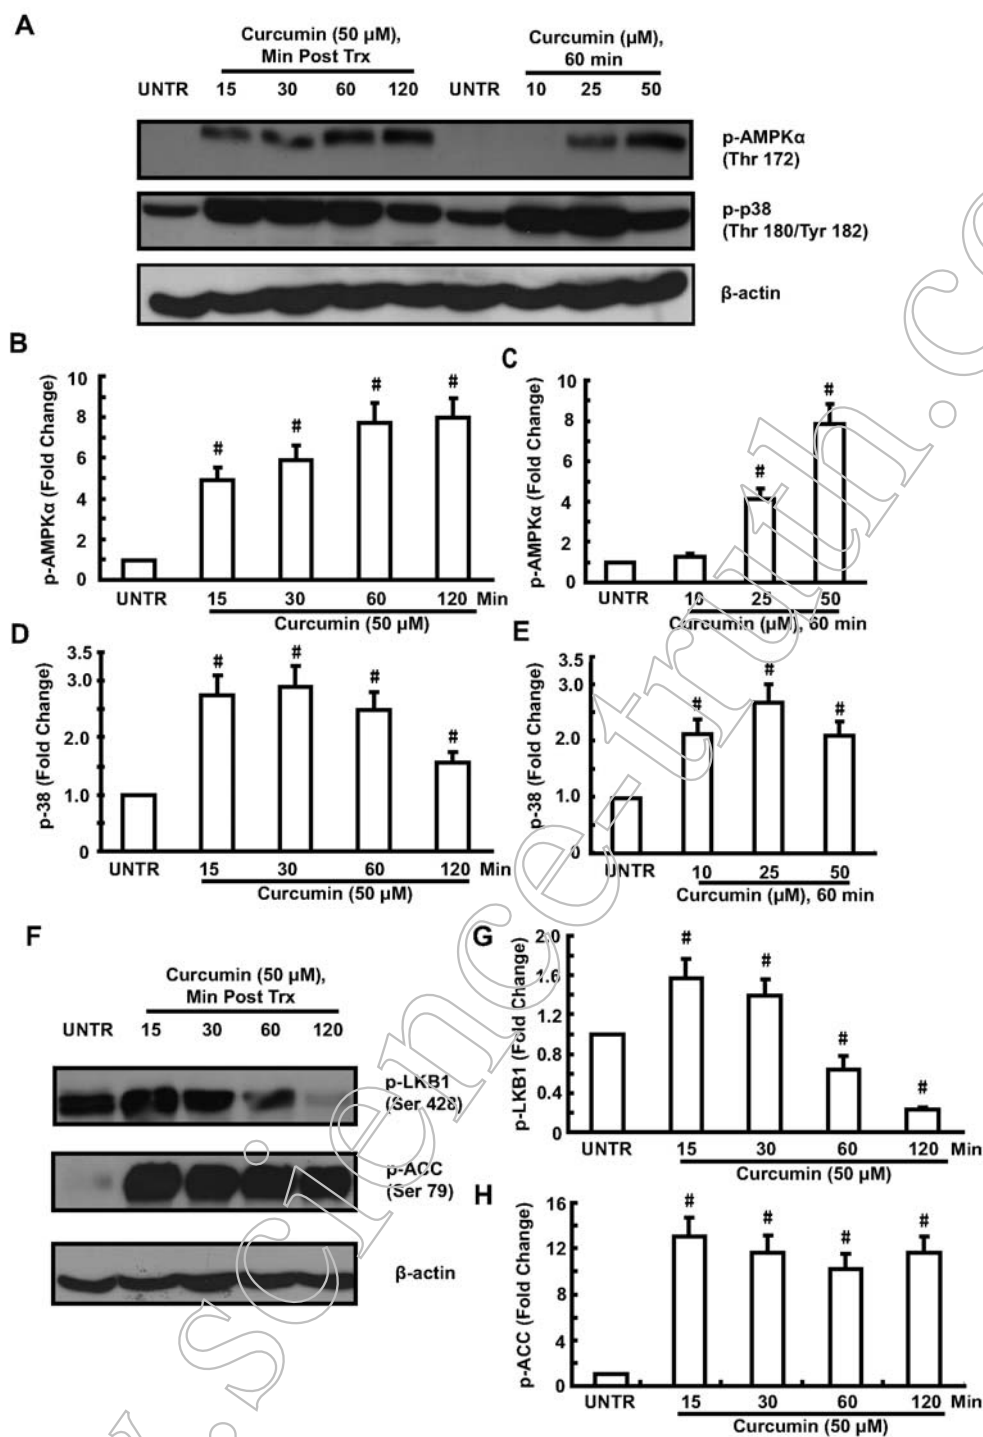 A
Curcumin (50 µM),
Min Post Trx
Curcumin (µM),
60 min
UNTR 15 30 60 120 UNTR 10 25 50
p-AMPKα
(Thr 172)
p-p38
(Thr 180/Tyr 182)
β-actin
B
p-AMPKα (Fold Change)
10
8
6
4
2
0
# # # #
UNTR 15 30 60 120 Min
Curcumin (50 µM)
C
p-AMPKα (Fold Change)
10
8
6
4
2
0
# #
UNTR 10 25 50
Curcumin (µM), 60 min
D
p-38 (Fold Change)
3.5
3.0
2.0
1.0
0
# # # #
UNTR 15 30 60 120 Min
Curcumin (50 µM)
E
p-38 (Fold Change)
3.5
3.0
2.0
1.0
0
# # #
UNTR 10 25 50
Curcumin (µM), 60 min
F
Curcumin (50 µM),
Min Post Trx
UNTR 15 30 60 120
p-LKB1
(Ser 428)
p-ACC
(Ser 79)
β-actin
G
p-LKB1 (Fold Change)
2.0
1.6
1.2
0.8
0.4
0
# # # #
UNTR 15 30 60 120 Min
Curcumin (50 µM)
H
p-ACC (Fold Change)
16
12
8
4
0
# # # #
UNTR 15 30 60 120 Min
Curcumin (50 µM)
science-truth.co